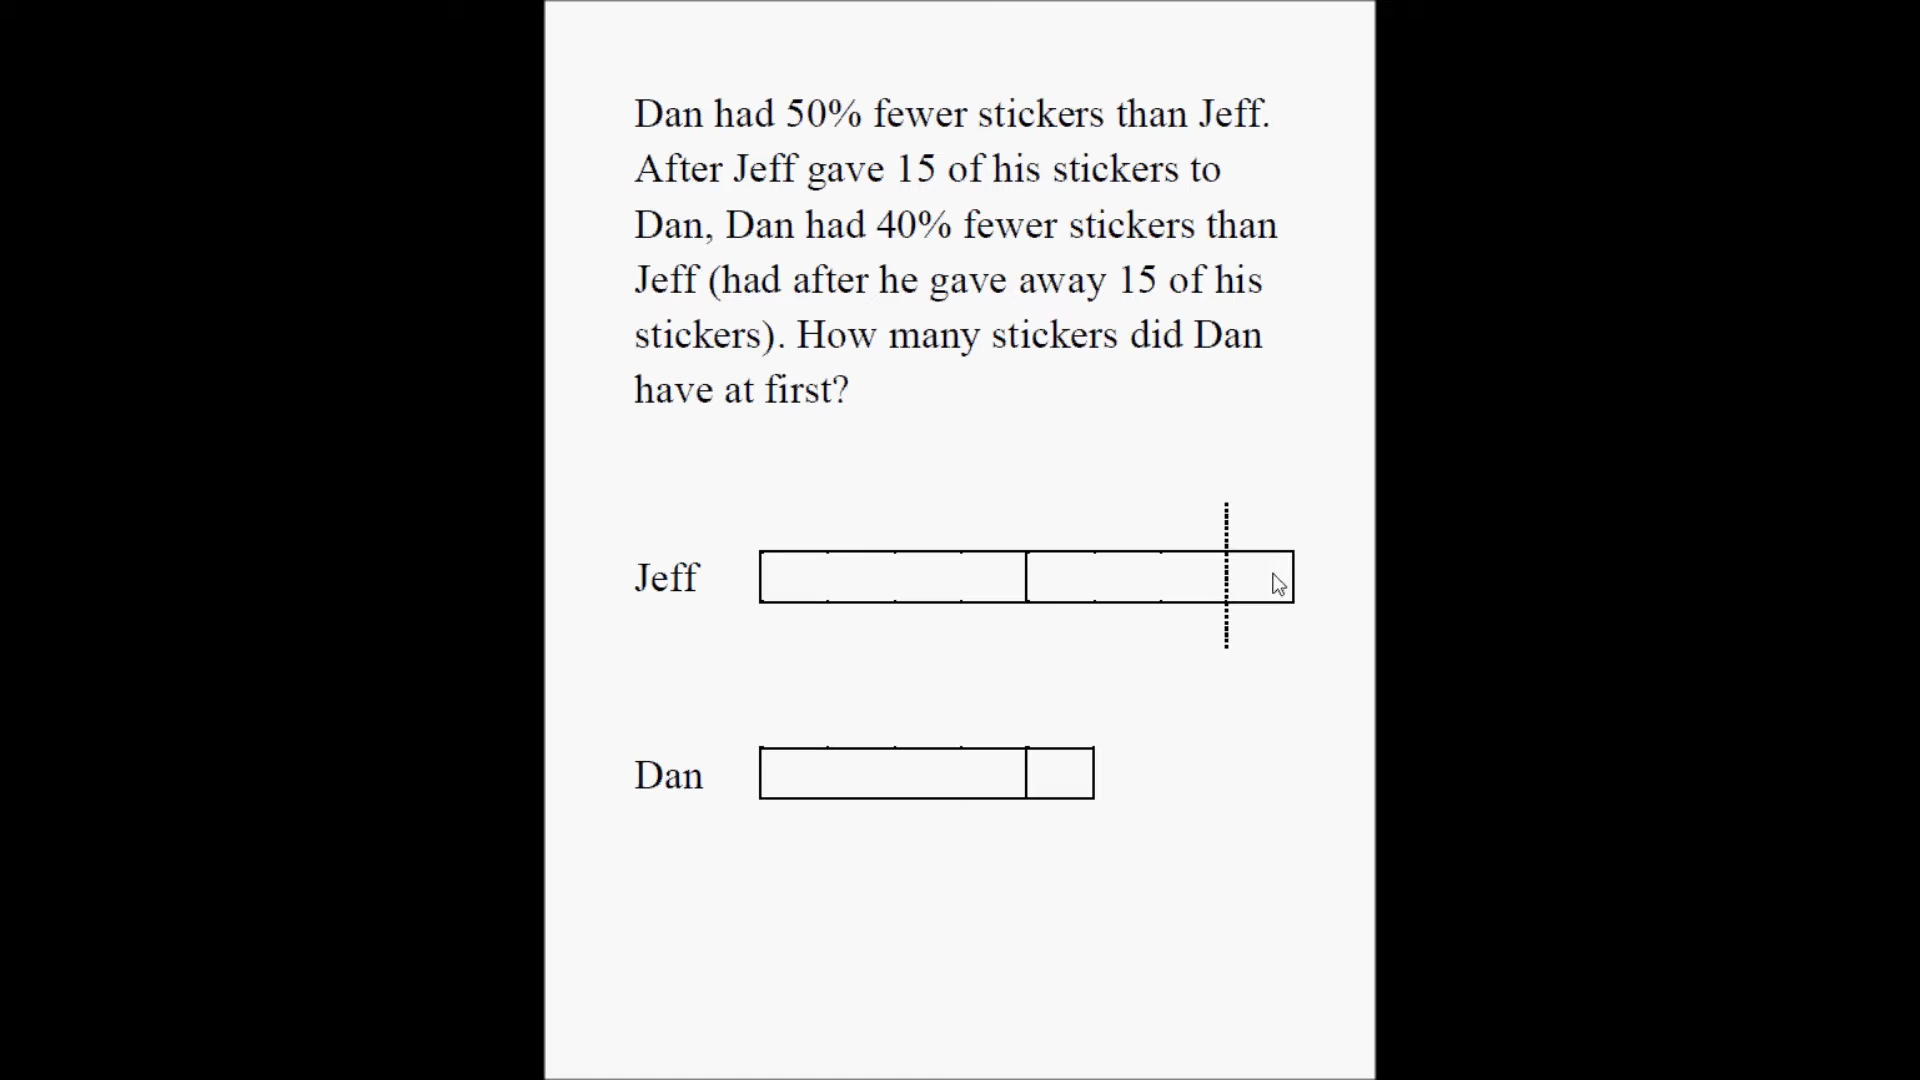 Dan had 50% fewer stickers than Jeff.
After Jeff gave 15 of his stickers to
Dan, Dan had 40% fewer stickers than
Jeff (had after he gave away 15 of his
stickers). How many stickers did Dan
have at first?
Jeff
Dan